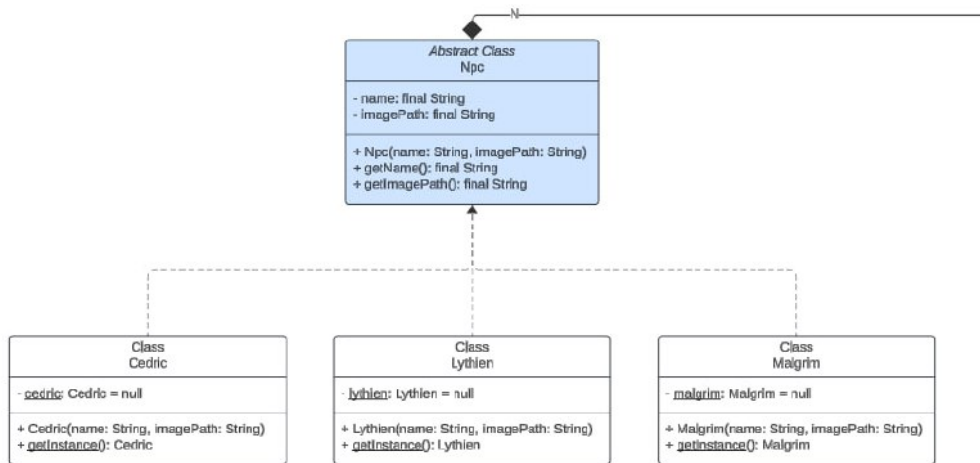 N
Abstract Class
Npc
- name: final String
- imagePath: final String
+ Npc(name: String, imagePath: String)
+ getName(): final String
+ getImagePath(): final String
Class
Cedric
- cedric: Cedric = null
+ Cedric(name: String, imagePath: String)
+ getInstance(): Cedric
Class
Lythien
- lythien: Lythien = null
+ Lythien(name: String, imagePath: String)
+ getInstance(): Lythien
Class
Malgrim
- malgrim: Malgrim = null
+ Malgrim(name: String, imagePath: String)
+ getInstance(): Malgrim